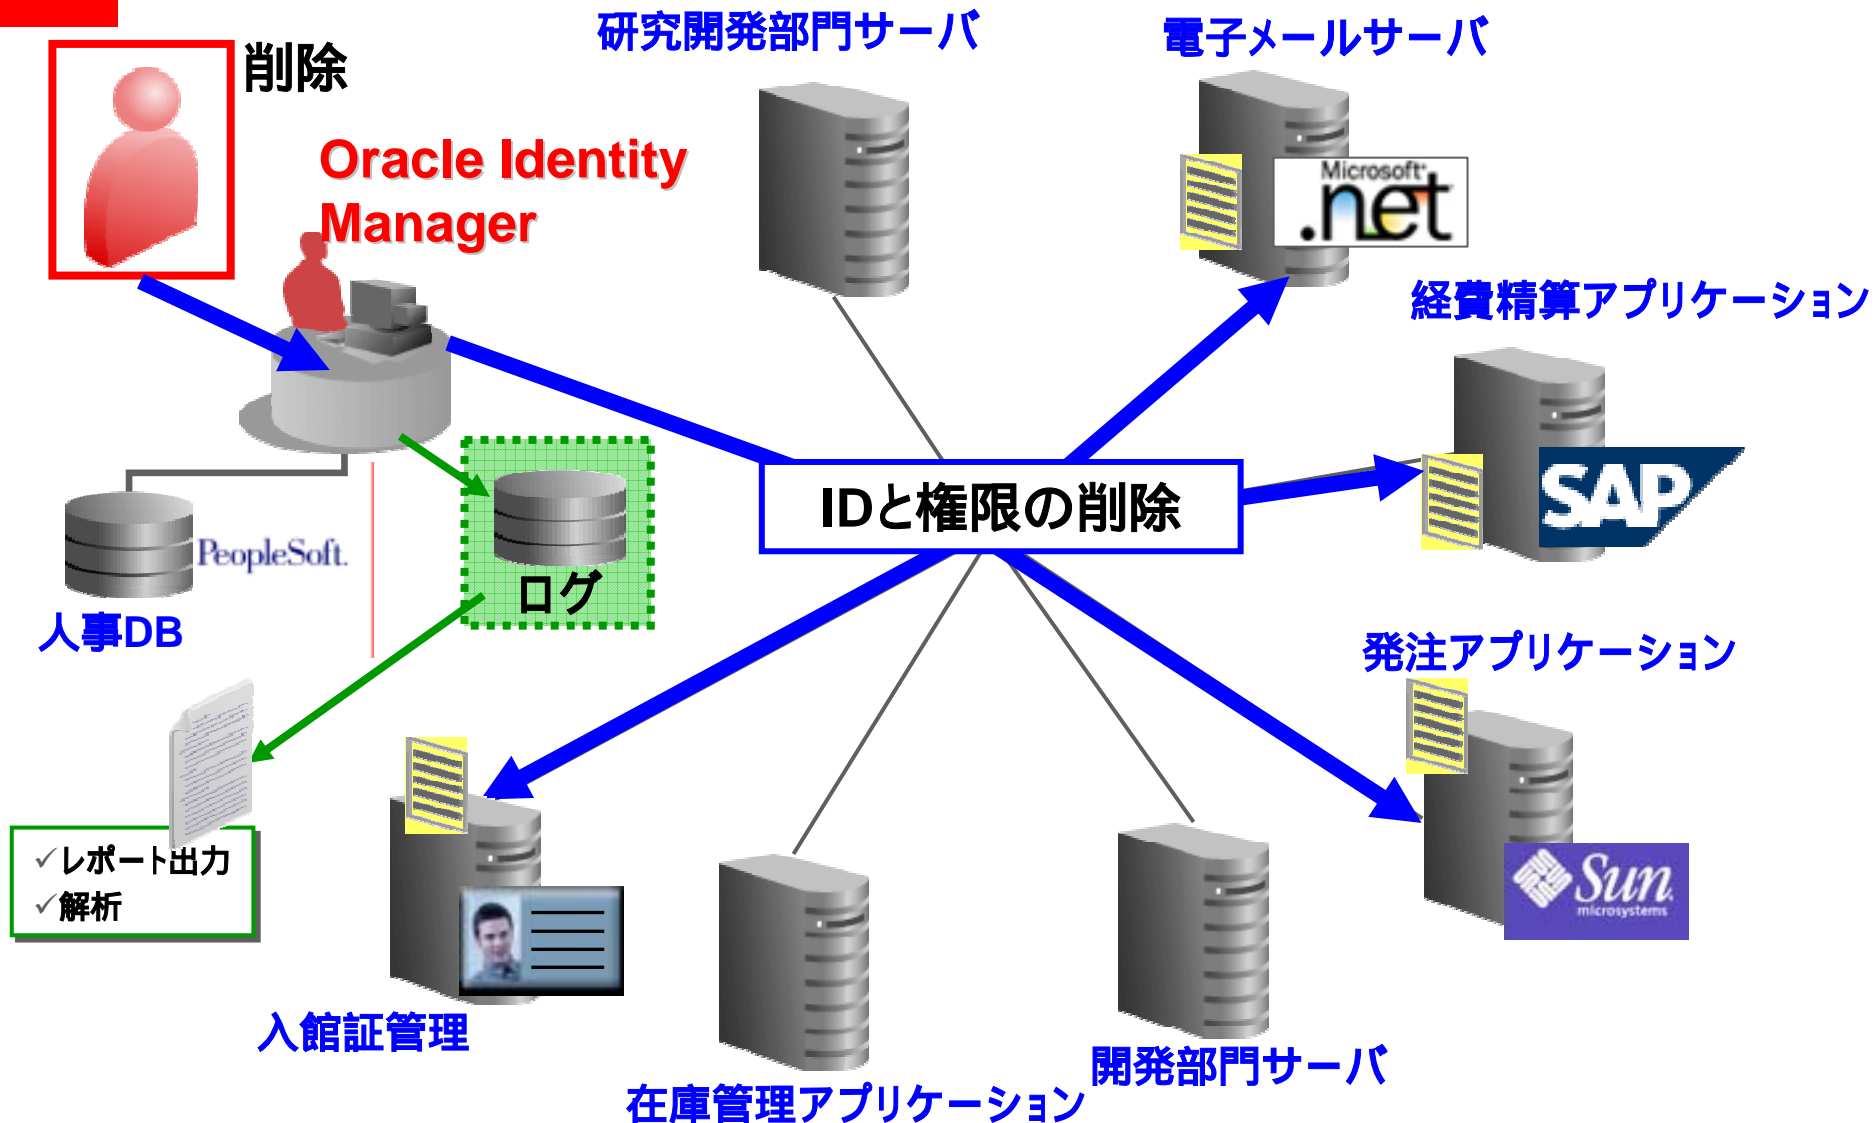 研究開発部門サーバ
電子メールサーバ
削除
Oracle Identity
Manager
Microsoft
.net
経費精算アプリケーション
SAP
IDと権限の削除
PeopleSoft.
ログ
人事DB
発注アプリケーション
✓レポート出力
✓解析
Sun
microsystems
入館証管理
開発部門サーバ
在庫管理アプリケーション